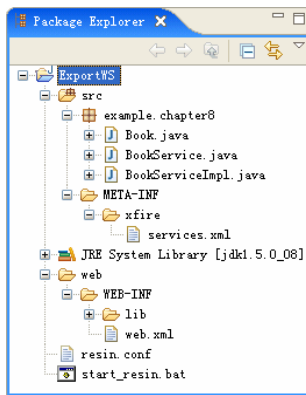 Package Explorer
ExportWS
src
example.chapter8
Book.java
BookService.java
BookServiceImpl.java
META-INF
xfire
services.xml
JRE System Library [jdk1.5.0_08]
web
WEB-INF
lib
web.xml
resin.conf
start_resin.bat